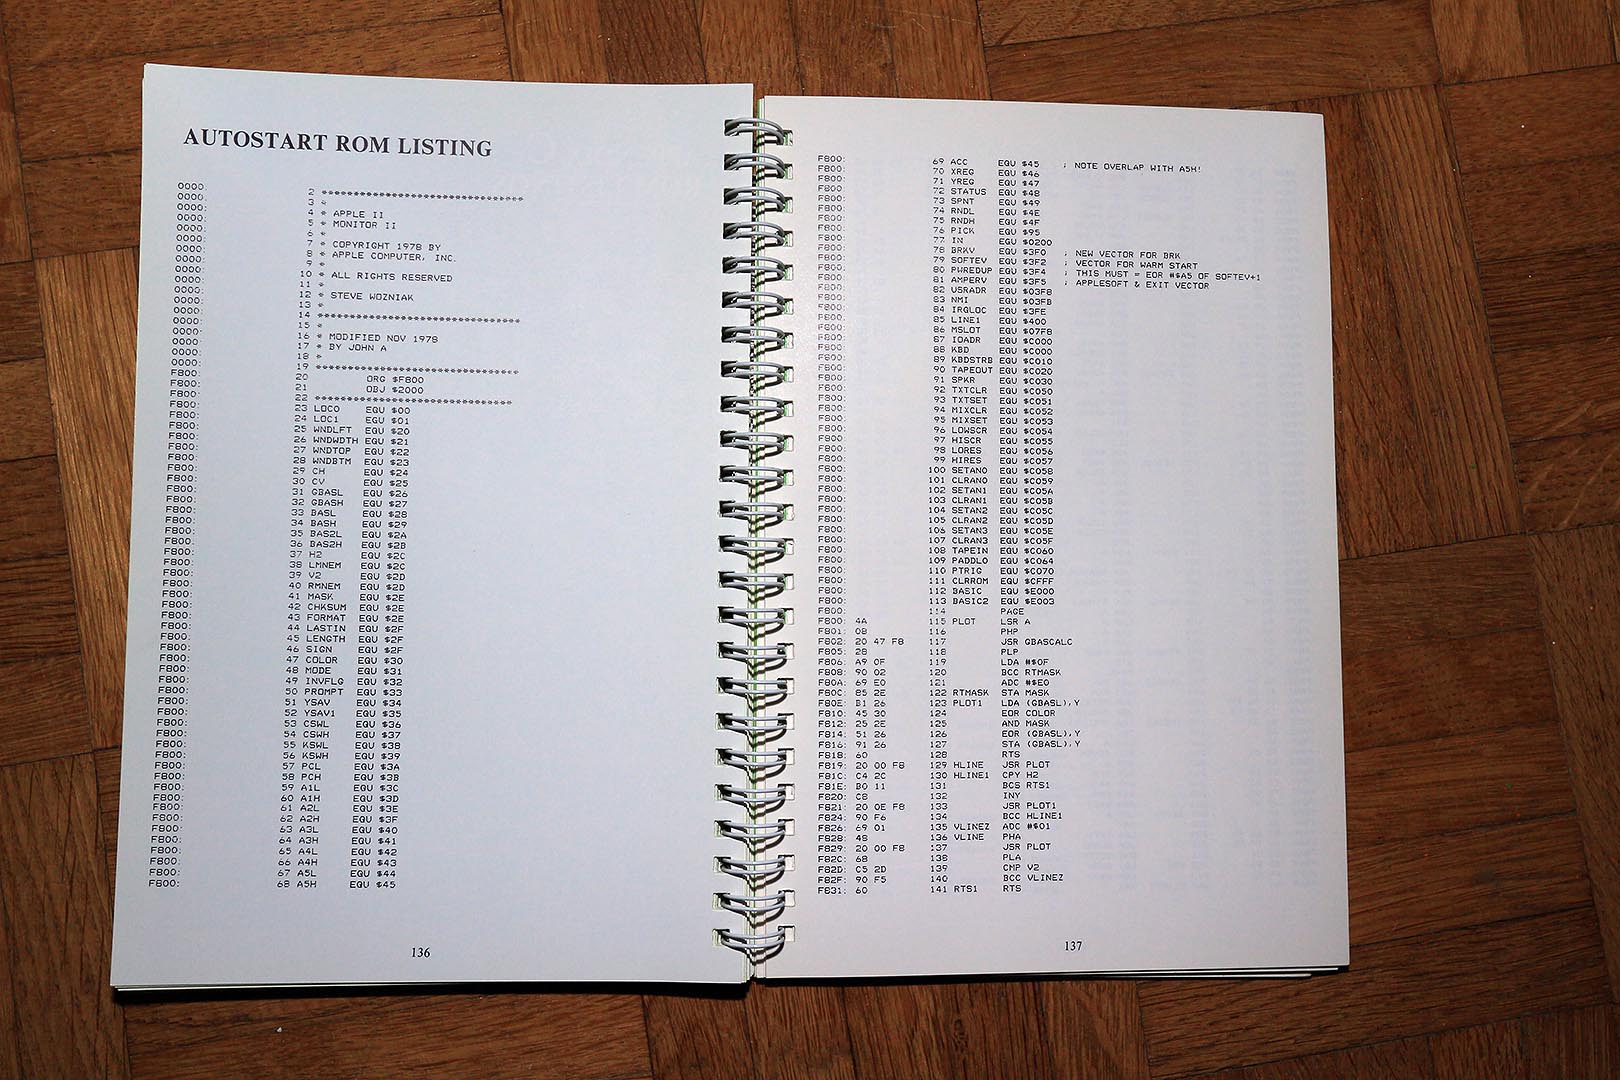 AUTOSTART ROM LISTING
0000: 2 ***********************************
0000: 3 *
0000: 4 * APPLE II
0000: 5 * MONITOR II
0000: 6 *
0000: 7 * COPYRIGHT 1978 BY
0000: 8 * APPLE COMPUTER, INC.
0000: 9 *
0000: 10 * ALL RIGHTS RESERVED
0000: 11 *
0000: 12 * STEVE WOZNIAK
0000: 13 *
0000: 14 ***********************************
0000: 15 *
0000: 16 * MODIFIED NOV 1978
0000: 17 * BY JOHN A
0000: 18 *
0000: 19 ***********************************
F800: 20 ORG $F800
F800: 21 OBJ $2000
F800: 22 ***********************************
F800: 23 LOC0 EQU $00
F800: 24 LOC1 EQU $01
F800: 25 WNDLFT EQU $20
F800: 26 WNDWDTH EQU $21
F800: 27 WNDTOP EQU $22
F800: 28 WNDBTM EQU $23
F800: 29 CH EQU $24
F800: 30 CV EQU $25
F800: 31 GBASL EQU $26
F800: 32 GBASH EQU $27
F800: 33 BASL EQU $28
F800: 34 BASH EQU $29
F800: 35 BAS2L EQU $2A
F800: 36 BAS2H EQU $2B
F800: 37 H2 EQU $2C
F800: 38 LMNEM EQU $2C
F800: 39 V2 EQU $2D
F800: 40 RMNEM EQU $2D
F800: 41 MASK EQU $2E
F800: 42 CHKSUM EQU $2E
F800: 43 FORMAT EQU $2E
F800: 44 LASTIN EQU $2F
F800: 45 LENGTH EQU $2F
F800: 46 SIGN EQU $2F
F800: 47 COLOR EQU $30
F800: 48 MODE EQU $31
F800: 49 INVFLG EQU $32
F800: 50 PROMPT EQU $33
F800: 51 YSAV EQU $34
F800: 52 YSAV1 EQU $35
F800: 53 CSWL EQU $36
F800: 54 CSWH EQU $37
F800: 55 KSWL EQU $38
F800: 56 KSWH EQU $39
F800: 57 PCL EQU $3A
F800: 58 PCH EQU $3B
F800: 59 A1L EQU $3C
F800: 60 A1H EQU $3D
F800: 61 A2L EQU $3E
F800: 62 A2H EQU $3F
F800: 63 A3L EQU $40
F800: 64 A3H EQU $41
F800: 65 A4L EQU $42
F800: 66 A4H EQU $43
F800: 67 A5L EQU $44
F800: 68 A5H EQU $45
136
F800: 69 ACC EQU $45 ; NOTE OVERLAP WITH A5H!
F800: 70 XREG EQU $46
F800: 71 YREG EQU $47
F800: 72 STATUS EQU $48
F800: 73 SPNT EQU $49
F800: 74 RNDL EQU $4E
F800: 75 RNDH EQU $4F
F800: 76 PICK EQU $95
F800: 77 IN EQU $0200
F800: 78 BRKV EQU $3F0 ; NEW VECTOR FOR BRK
F800: 79 SOFTEV EQU $3F2 ; VECTOR FOR WARM START
F800: 80 PWREDUP EQU $3F4 ; THIS MUST = EOR #$A5 OF SOFTEV+1
F800: 81 AMPERV EQU $3F5 ; APPLESOFT & EXIT VECTOR
F800: 82 USRADR EQU $03F8
F800: 83 NMI EQU $03FB
F800: 84 IRQLOC EQU $3FE
F800: 85 LINE1 EQU $400
F800: 86 MSLOT EQU $07F8
F800: 87 IOADR EQU $C000
F800: 88 KBD EQU $C000
F800: 89 KBDSTRB EQU $C010
F800: 90 TAPEOUT EQU $C020
F800: 91 SPKR EQU $C030
F800: 92 TXTCLR EQU $C050
F800: 93 TXTSET EQU $C051
F800: 94 MIXCLR EQU $C052
F800: 95 MIXSET EQU $C053
F800: 96 LOWSCR EQU $C054
F800: 97 HISCR EQU $C055
F800: 98 LORES EQU $C056
F800: 99 HIRES EQU $C057
F800: 100 SETAN0 EQU $C058
F800: 101 CLRAN0 EQU $C059
F800: 102 SETAN1 EQU $C05A
F800: 103 CLRAN1 EQU $C05B
F800: 104 SETAN2 EQU $C05C
F800: 105 CLRAN2 EQU $C05D
F800: 106 SETAN3 EQU $C05E
F800: 107 CLRAN3 EQU $C05F
F800: 108 TAPEIN EQU $C060
F800: 109 PADDL0 EQU $C064
F800: 110 PTRIG EQU $C070
F800: 111 CLRROM EQU $CFFF
F800: 112 BASIC EQU $E000
F800: 113 BASIC2 EQU $E003
F800: 114 PAGE
F800: 4A 115 PLOT LSR A
F801: 08 116 PHP
F802: 20 47 F8 117 JSR GBASCALC
F805: 28 118 PLP
F806: A9 0F 119 LDA #$0F
F808: 90 02 120 BCC RTMASK
F80A: 69 E0 121 ADC #$E0
F80C: 85 2E 122 RTMASK STA MASK
F80E: B1 26 123 PLOT1 LDA (GBASL),Y
F810: 45 30 124 EOR COLOR
F812: 25 2E 125 AND MASK
F814: 51 26 126 EOR (GBASL),Y
F816: 91 26 127 STA (GBASL),Y
F818: 60 128 RTS
F819: 20 00 F8 129 HLINE JSR PLOT
F81C: C4 2C 130 HLINE1 CPY H2
F81E: B0 11 131 BCS RTS1
F820: C8 132 INY
F821: 20 0E F8 133 JSR PLOT1
F824: 90 F6 134 BCC HLINE1
F826: 69 01 135 VLINEZ ADC #$01
F828: 48 136 VLINE PHA
F829: 20 00 F8 137 JSR PLOT
F82C: 68 138 PLA
F82D: C5 2D 139 CMP V2
F82F: 90 F5 140 BCC VLINEZ
F831: 60 141 RTS1 RTS
137